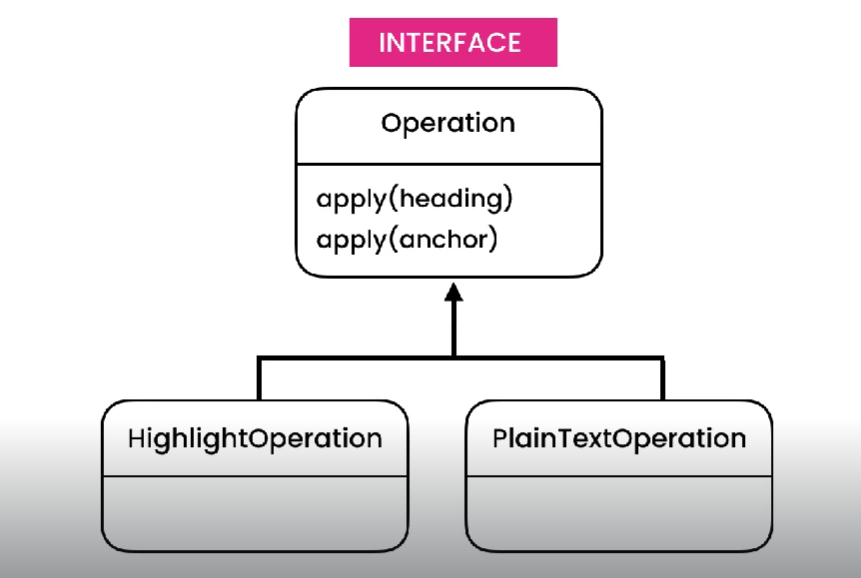 INTERFACE
Operation
apply(heading)
apply(anchor)
HighlightOperation
PlainTextOperation